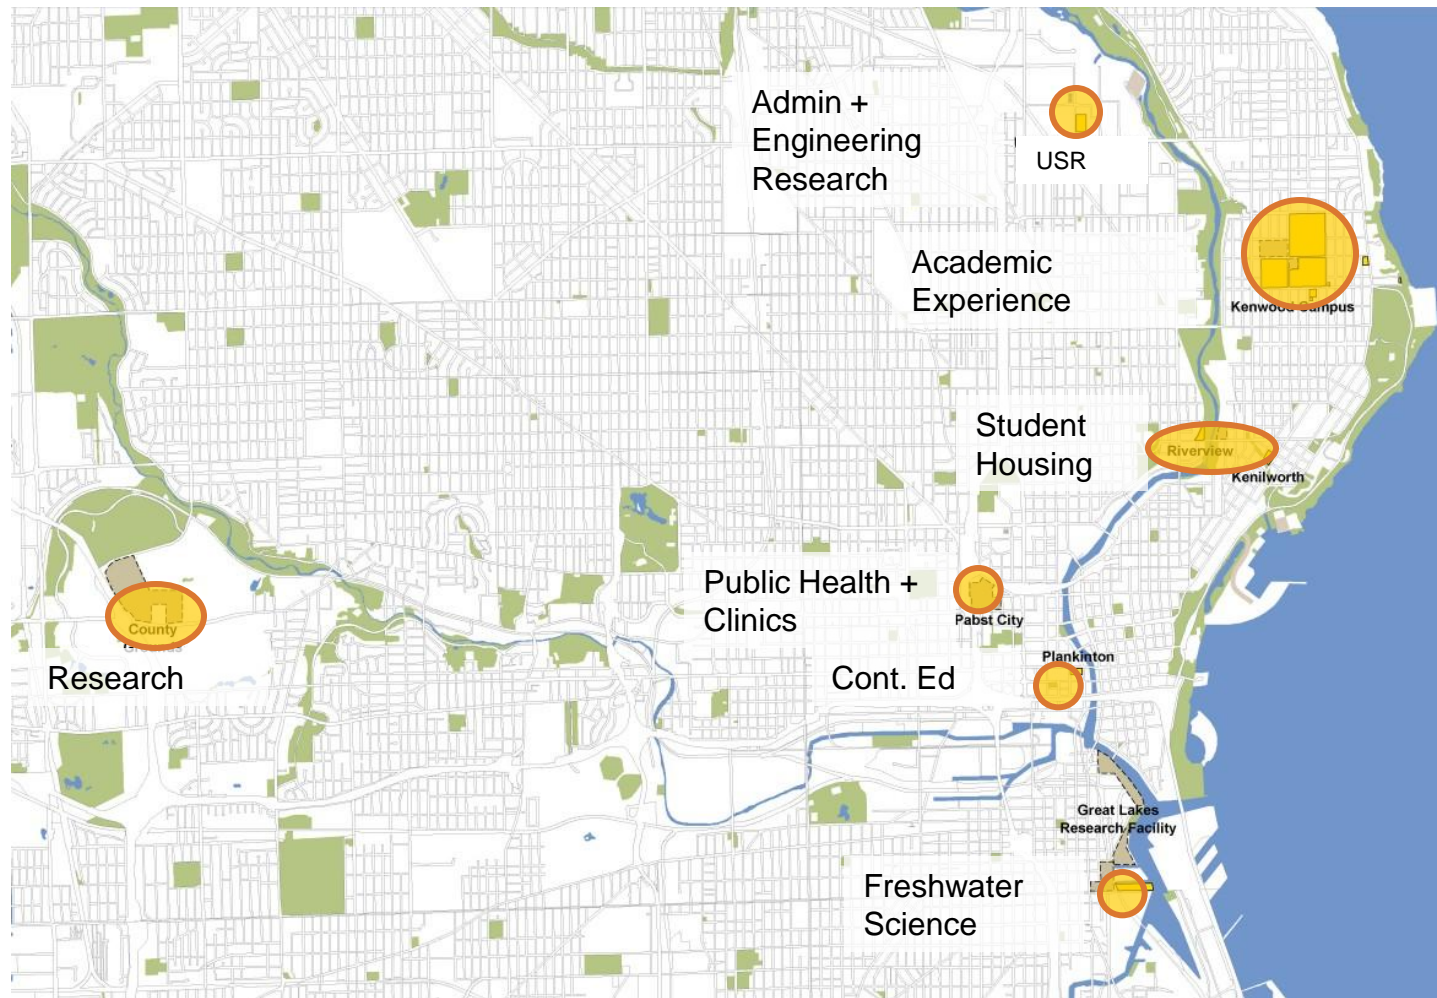 Admin +
Engineering
Research
USR
Academic
Experience
Kenwood Campus
Student
Housing
Riverview
Kenilworth
Public Health +
Clinics
Pabst City
County
Grounds
Research
Plankinton
Cont. Ed
Great Lakes
Research Facility
Freshwater
Science